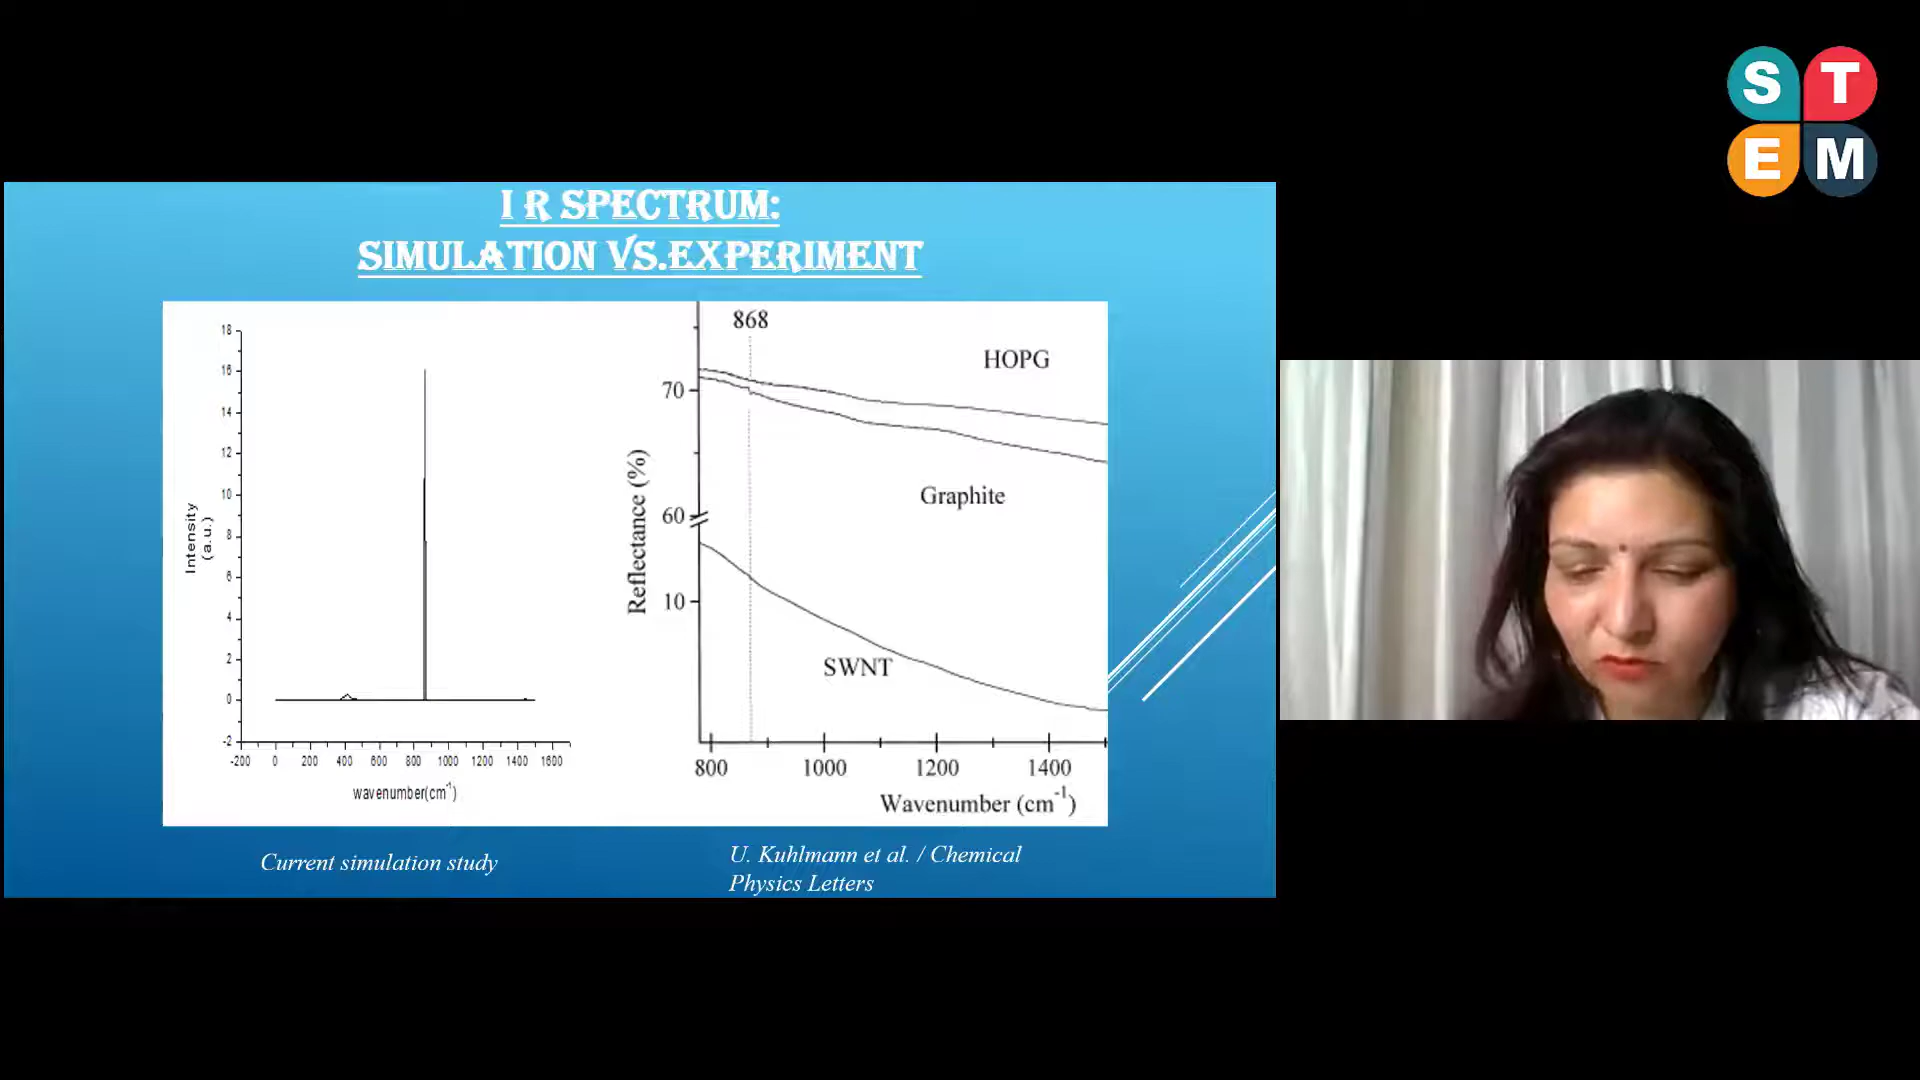 S T
E M
I R SPECTRUM:
SIMULATION VS.EXPERIMENT
18
16
14
12
10
8
6
4
2
0
-2
Intensity
(a.u.)
-200 0 200 400 600 800 1000 1200 1400 1600
wavenumber(cm⁻¹)
868
HOPG
70
Graphite
60
Reflectance (%)
10
SWNT
800 1000 1200 1400
Wavenumber (cm⁻¹)
Current simulation study
U. Kuhlmann et al. / Chemical
Physics Letters